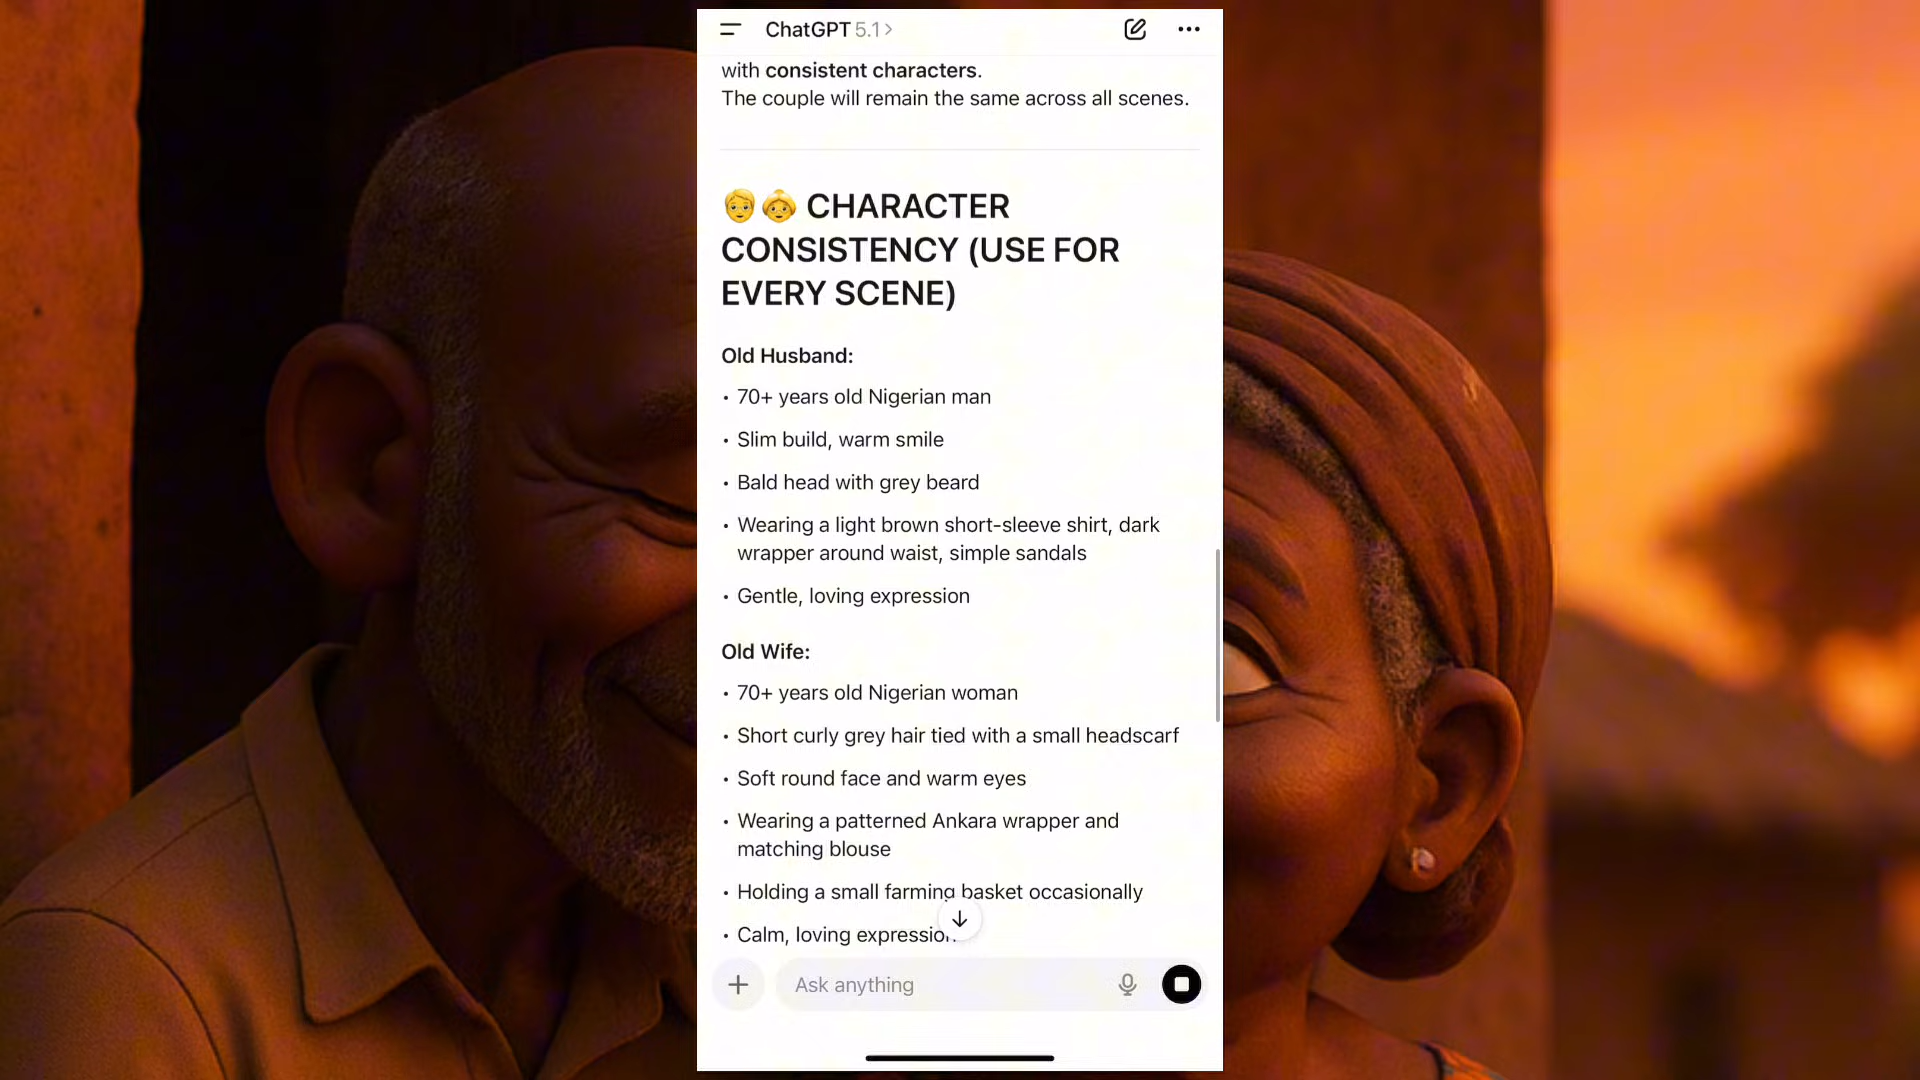 ChatGPT 5.1 >
with consistent characters.
The couple will remain the same across all scenes.
👴👵 CHARACTER
CONSISTENCY (USE FOR
EVERY SCENE)
Old Husband:
• 70+ years old Nigerian man
• Slim build, warm smile
• Bald head with grey beard
• Wearing a light brown short-sleeve shirt, dark
wrapper around waist, simple sandals
• Gentle, loving expression
Old Wife:
• 70+ years old Nigerian woman
• Short curly grey hair tied with a small headscarf
• Soft round face and warm eyes
• Wearing a patterned Ankara wrapper and
matching blouse
• Holding a small farming basket occasionally
• Calm, loving expression
Ask anything